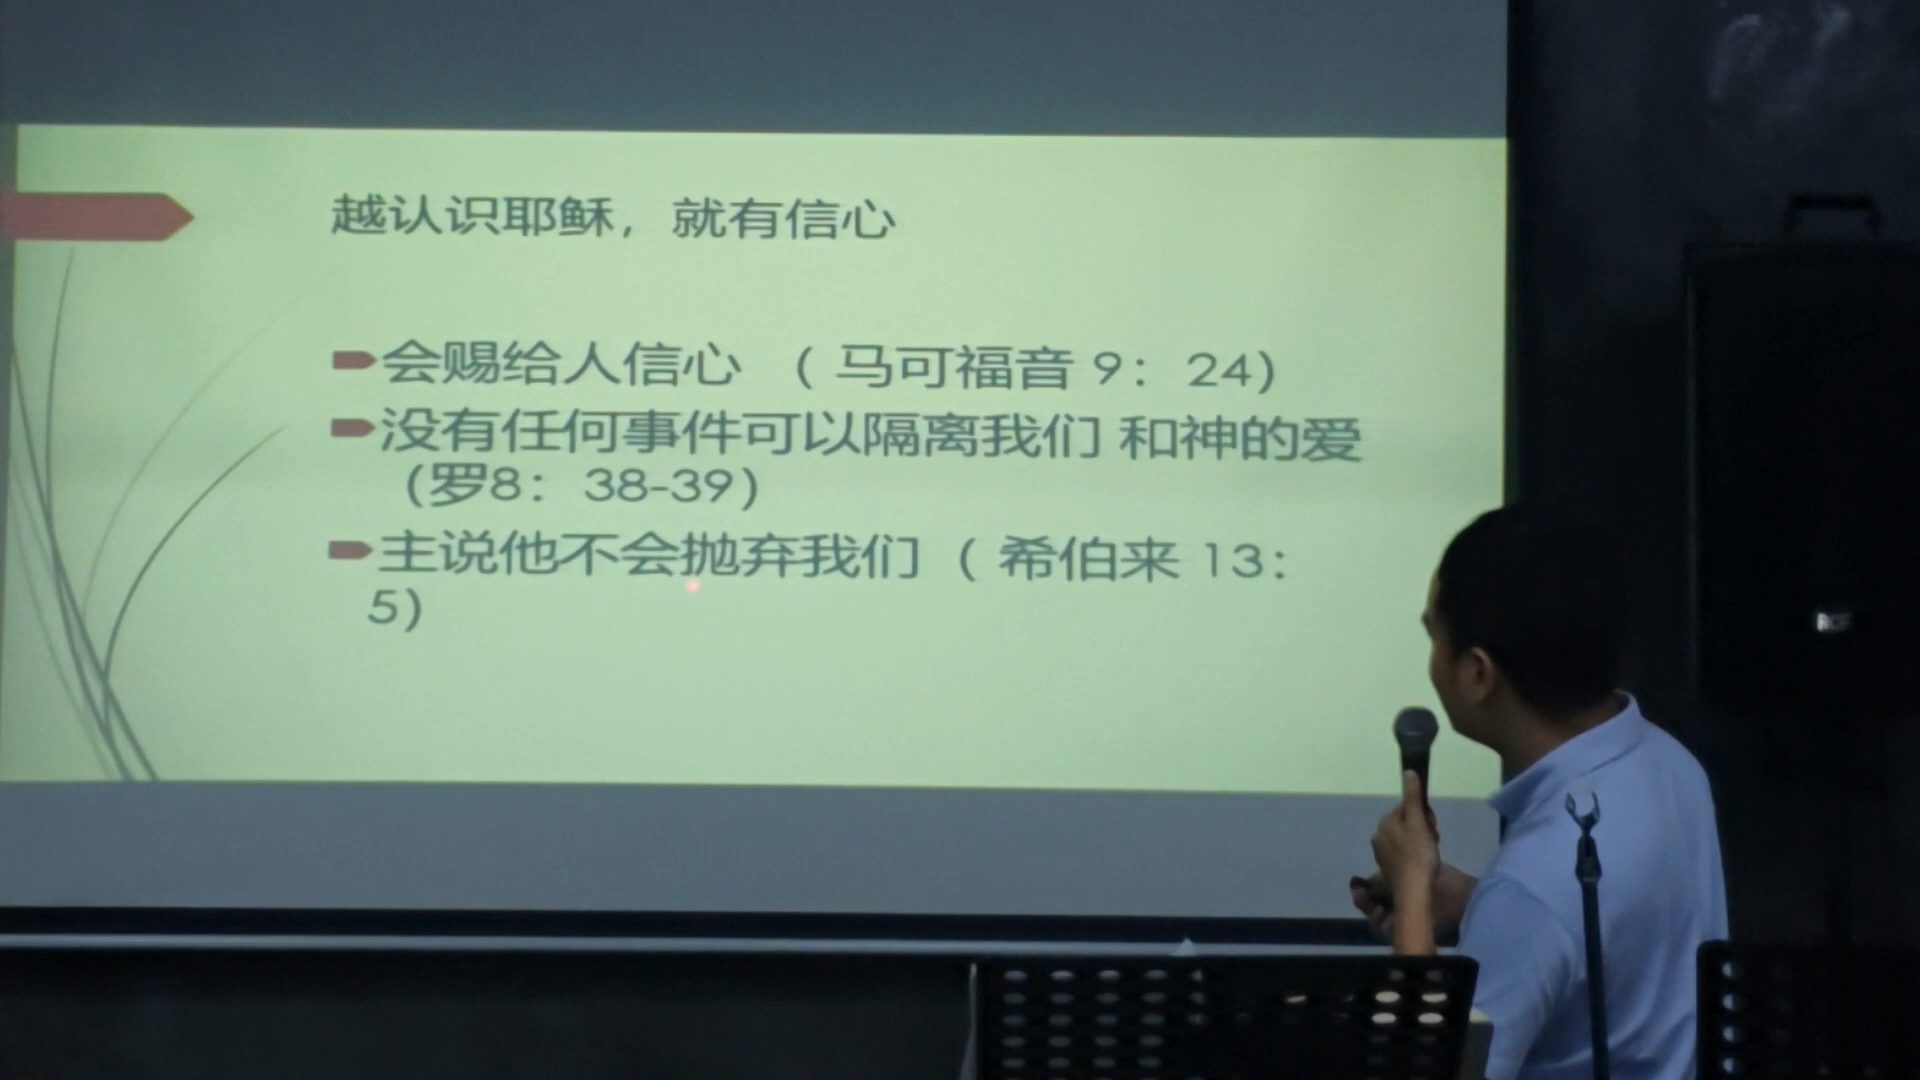 越认识耶稣，就有信心
会赐给人信心 （ 马可福音 9：24)
没有任何事件可以隔离我们 和神的爱
（罗8：38-39）
主说他不会抛弃我们 （ 希伯来 13：
5)
RCF